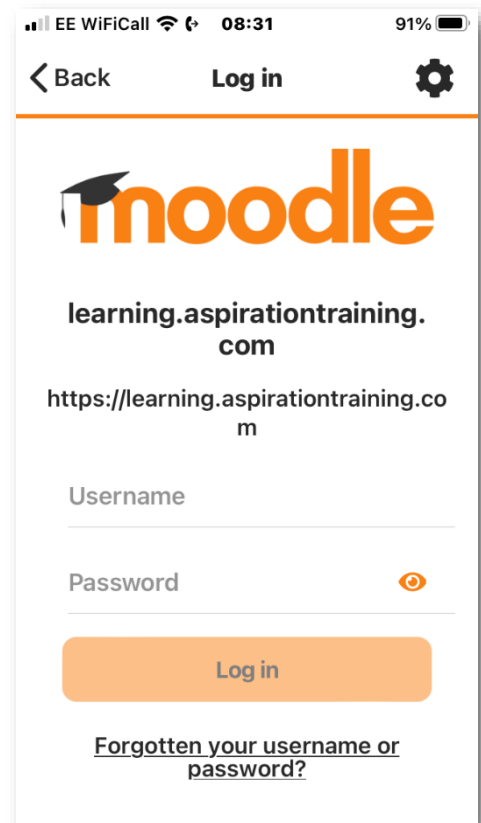 EE WiFiCall 08:31 91%
Back Log in
moodle
learning.aspirationtraining.
com
https://learning.aspirationtraining.co
m
Username
Password
Log in
Forgotten your username or
password?